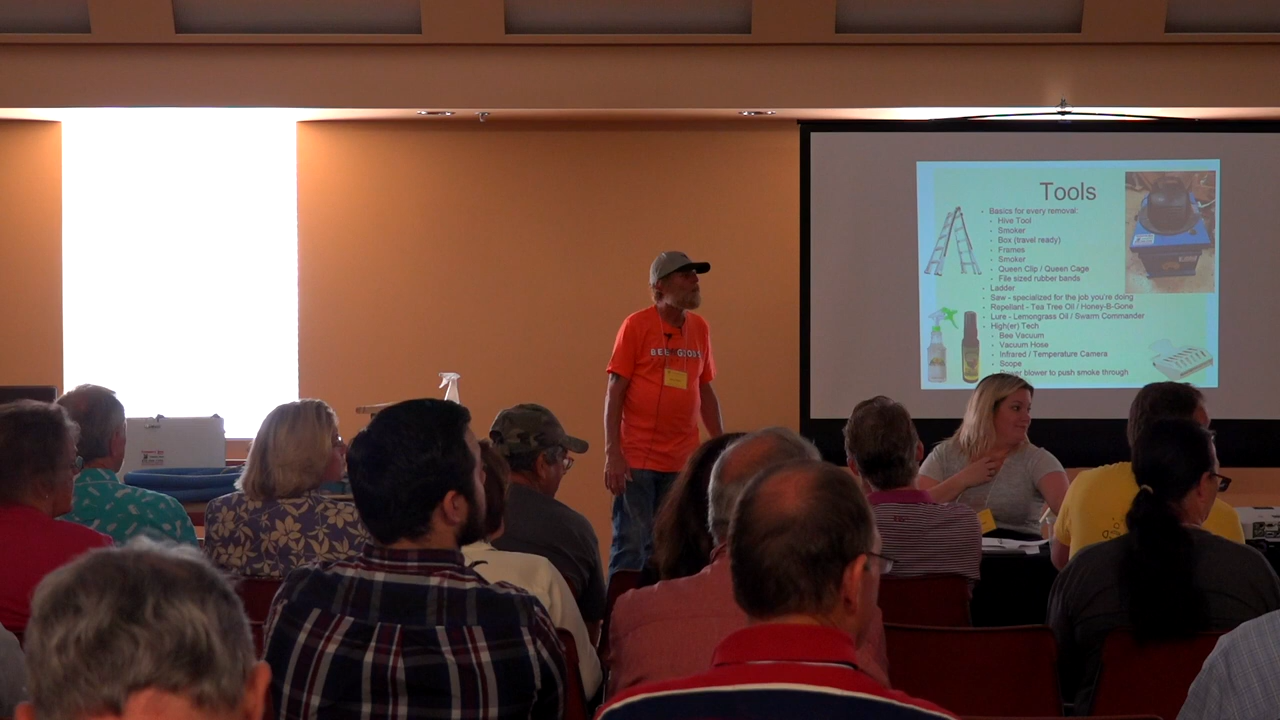 Tools
Basics for every removal:
Hive Tool
Smoker
Box (travel ready)
Frames
Smoker
Queen Clip / Queen Cage
File sized rubber bands
Ladder
Saw - specialized for the job you're doing
Repellant - Tea Tree Oil / Honey-B-Gone
Lure - Lemongrass Oil / Swarm Commander
High(er) Tech
Bee Vacuum
Vacuum Hose
Infrared / Temperature Camera
Scope
blower to push smoke through